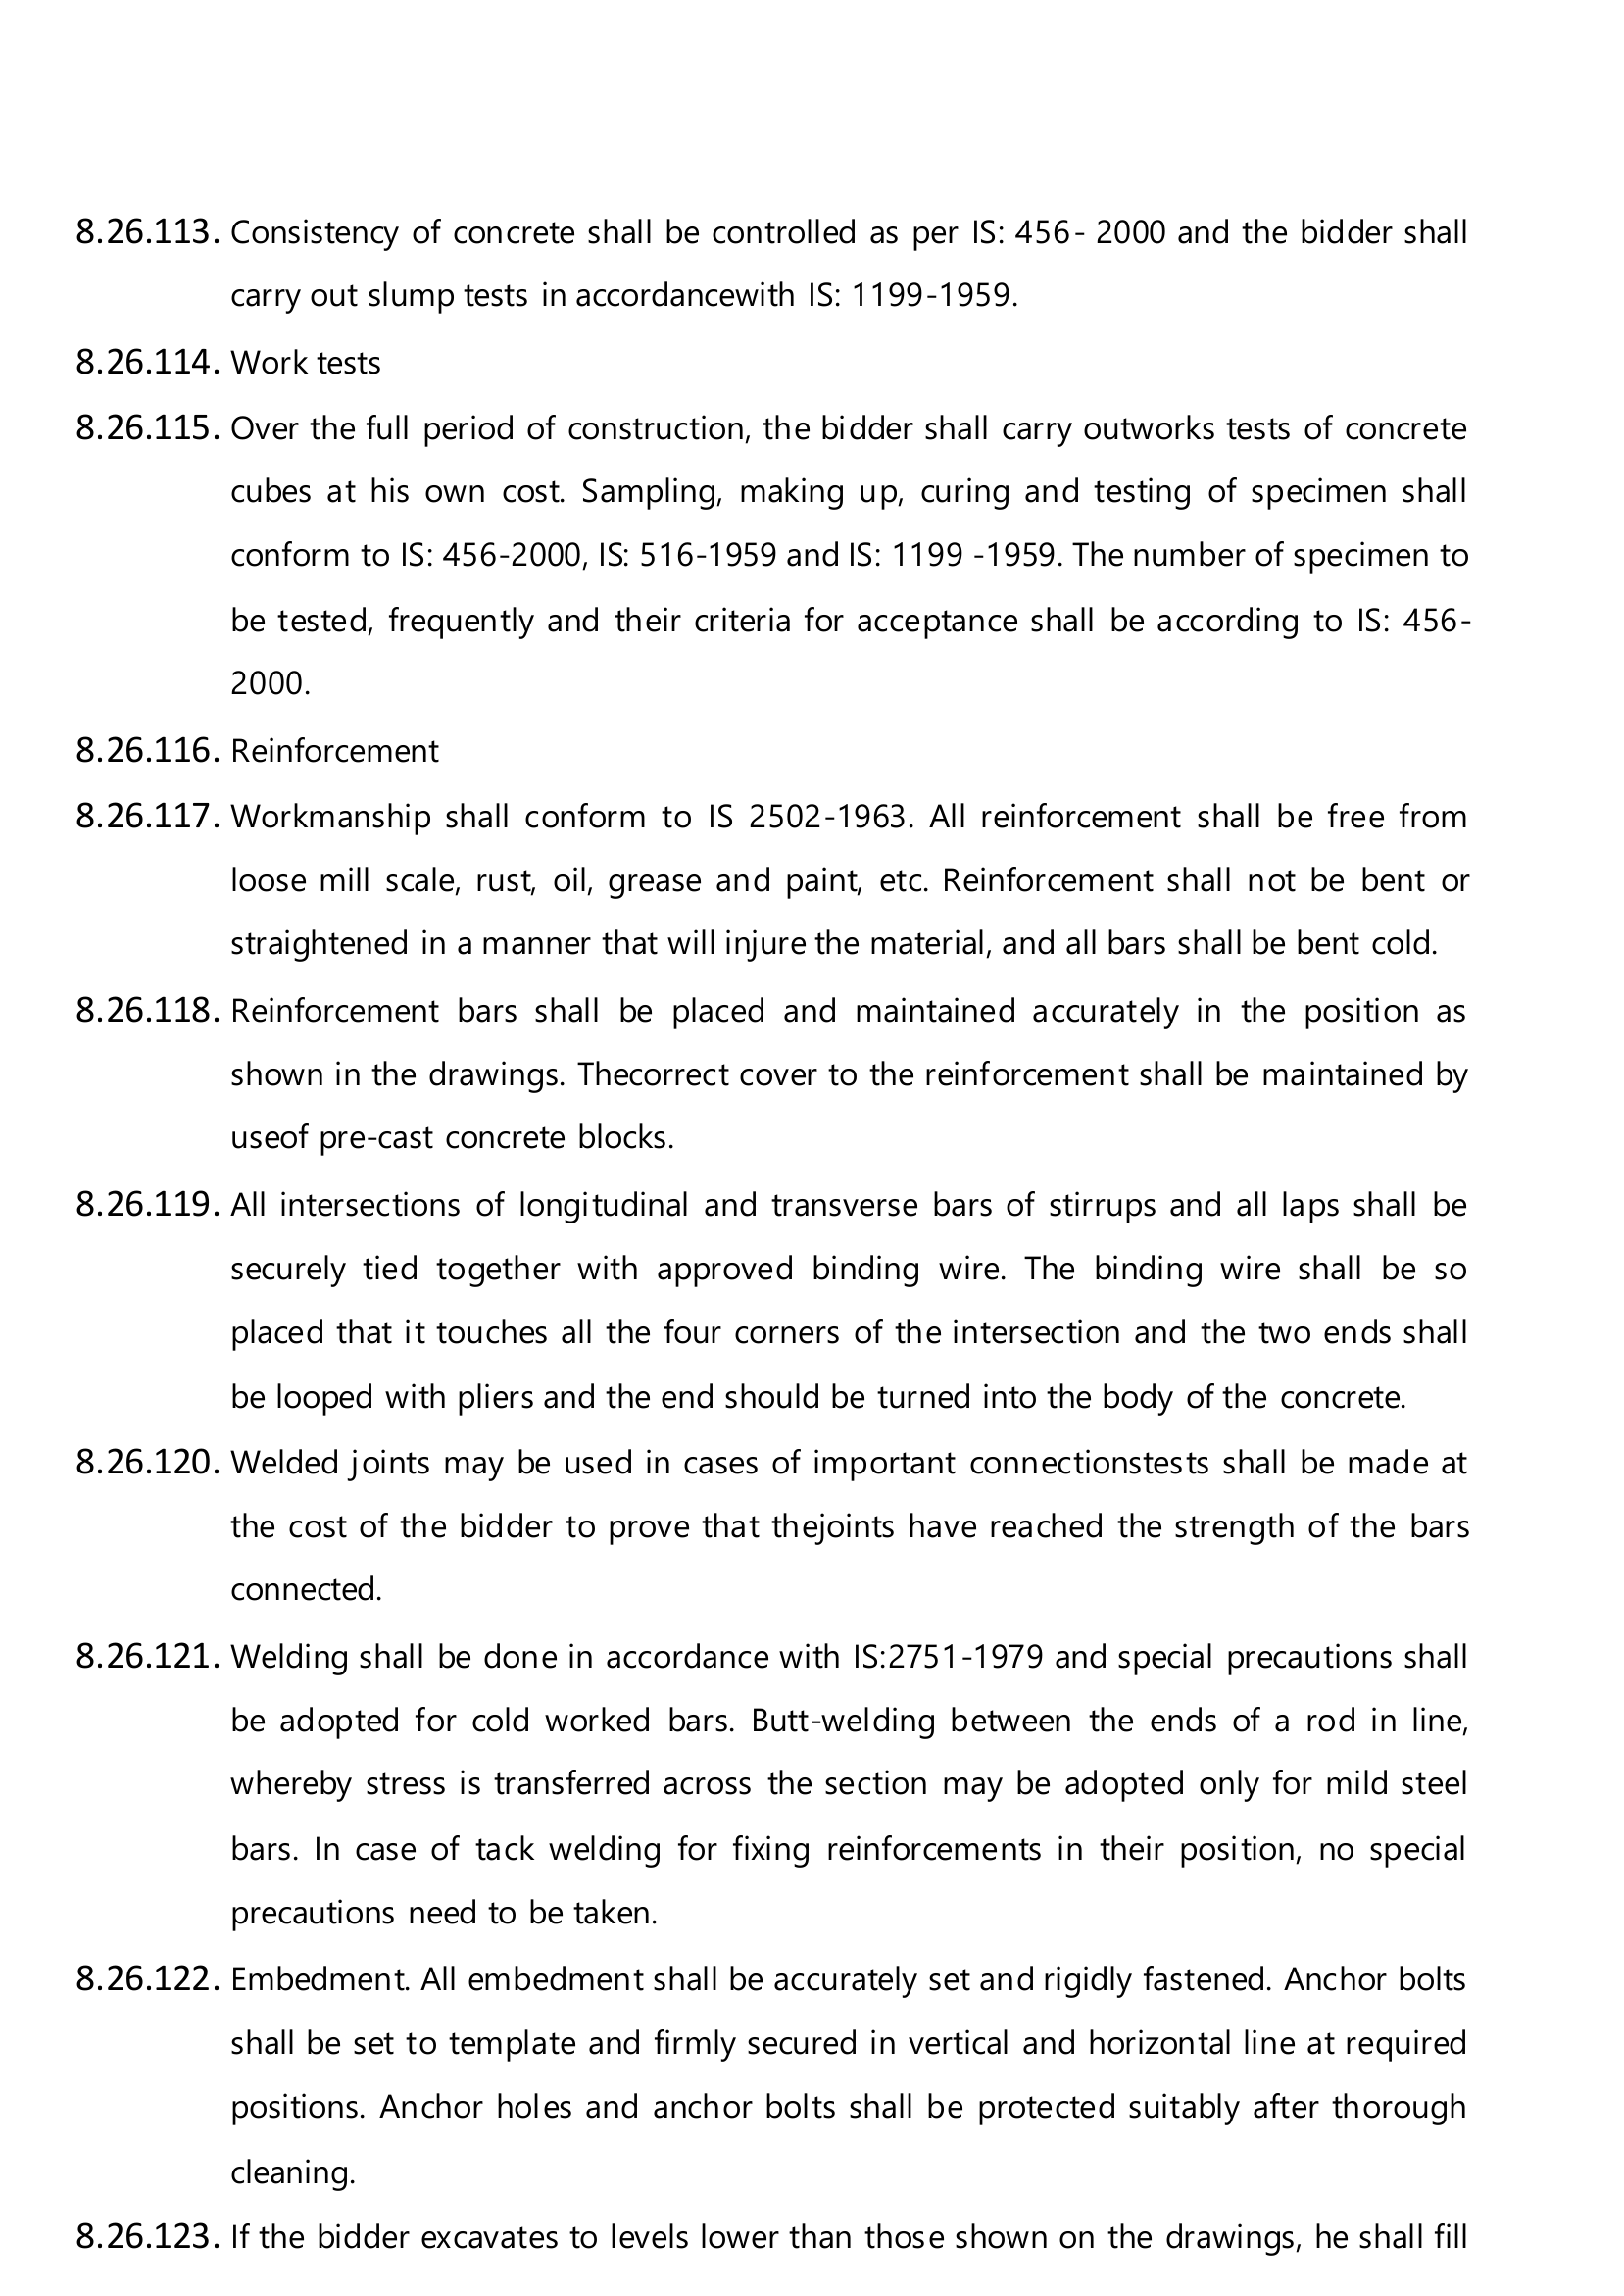 8.26.113. Consistency of concrete shall be controlled as per IS: 456- 2000 and the bidder shall
carry out slump tests in accordancewith IS: 1199-1959.
8.26.114. Work tests
8.26.115. Over the full period of construction, the bidder shall carry outworks tests of concrete
cubes at his own cost. Sampling, making up, curing and testing of specimen shall
conform to IS: 456-2000, IS: 516-1959 and IS: 1199 -1959. The number of specimen to
be tested, frequently and their criteria for acceptance shall be according to IS: 456-
2000.
8.26.116. Reinforcement
8.26.117. Workmanship shall conform to IS 2502-1963. All reinforcement shall be free from
loose mill scale, rust, oil, grease and paint, etc. Reinforcement shall not be bent or
straightened in a manner that will injure the material, and all bars shall be bent cold.
8.26.118. Reinforcement bars shall be placed and maintained accurately in the position as
shown in the drawings. Thecorrect cover to the reinforcement shall be maintained by
useof pre-cast concrete blocks.
8.26.119. All intersections of longitudinal and transverse bars of stirrups and all laps shall be
securely tied together with approved binding wire. The binding wire shall be so
placed that it touches all the four corners of the intersection and the two ends shall
be looped with pliers and the end should be turned into the body of the concrete.
8.26.120. Welded joints may be used in cases of important connectionstests shall be made at
the cost of the bidder to prove that thejoints have reached the strength of the bars
connected.
8.26.121. Welding shall be done in accordance with IS:2751-1979 and special precautions shall
be adopted for cold worked bars. Butt-welding between the ends of a rod in line,
whereby stress is transferred across the section may be adopted only for mild steel
bars. In case of tack welding for fixing reinforcements in their position, no special
precautions need to be taken.
8.26.122. Embedment. All embedment shall be accurately set and rigidly fastened. Anchor bolts
shall be set to template and firmly secured in vertical and horizontal line at required
positions. Anchor holes and anchor bolts shall be protected suitably after thorough
cleaning.
8.26.123. If the bidder excavates to levels lower than those shown on the drawings, he shall fill